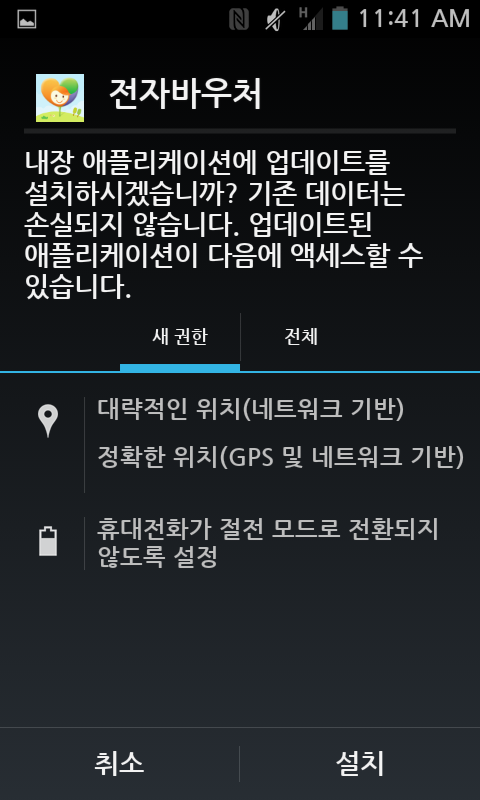 H 11:41 AM
전자바우처
내장 애플리케이션에 업데이트를
설치하시겠습니까? 기존 데이터는
손실되지 않습니다. 업데이트된
애플리케이션이 다음에 액세스할 수
있습니다.
새 권한 전체
대략적인 위치(네트워크 기반)
정확한 위치(GPS 및 네트워크 기반)
휴대전화가 절전 모드로 전환되지
않도록 설정
취소 설치